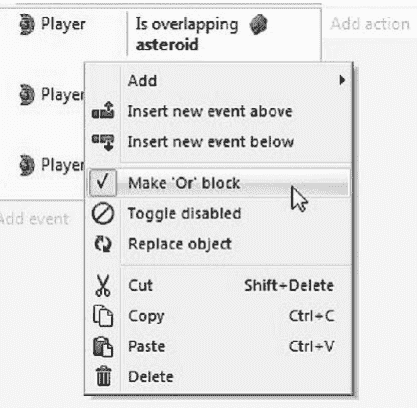 Player Is overlapping Add action
asteroid
Add
Player Insert new event above
Insert new event below
Player
Make 'Or' block
Add event Toggle disabled
Replace object
Cut Shift+Delete
Copy Ctrl+C
Paste Ctrl+V
Delete